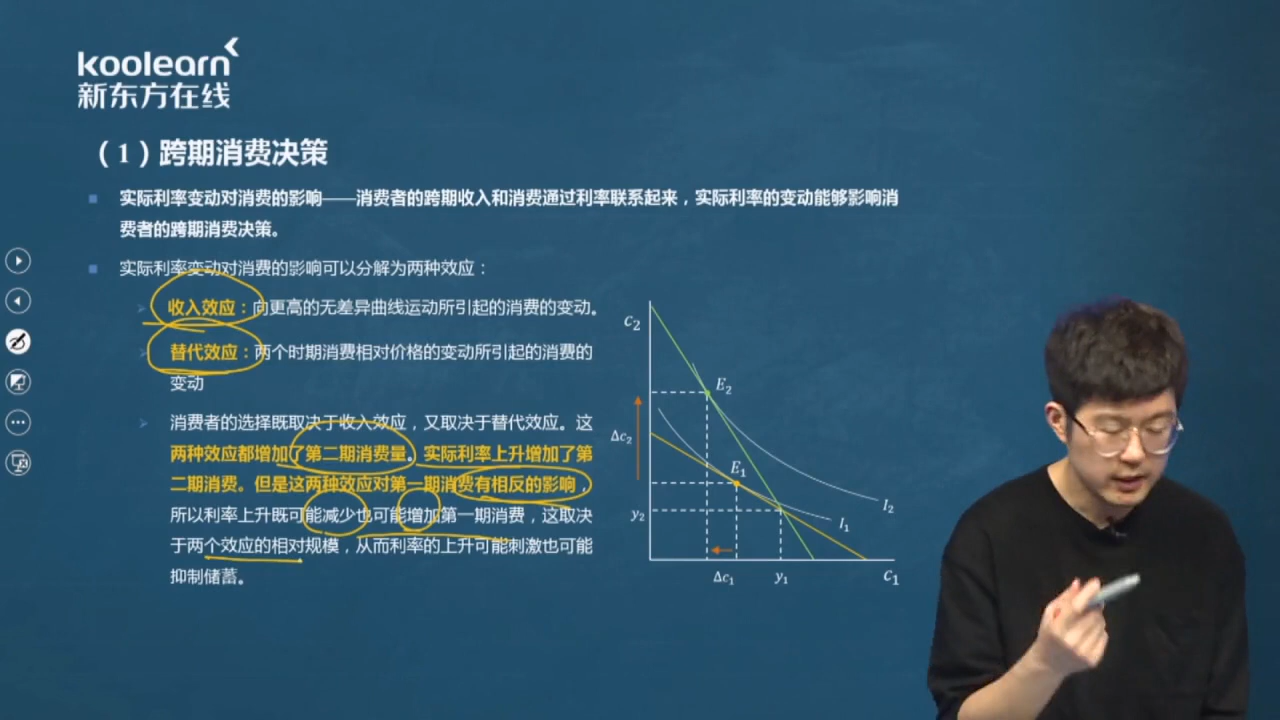 koolearn
新东方在线
（1）跨期消费决策
实际利率变动对消费的影响——消费者的跨期收入和消费通过利率联系起来，实际利率的变动能够影响消
费者的跨期消费决策。
实际利率变动对消费的影响可以分解为两种效应：
收入效应：向更高的无差异曲线运动所引起的消费的变动。
替代效应：两个时期消费相对价格的变动所引起的消费的
变动
消费者的选择既取决于收入效应，又取决于替代效应。这
两种效应都增加了第二期消费量。实际利率上升增加了第
二期消费。但是这两种效应对第一期消费有相反的影响，
所以利率上升既可能减少也可能增加第一期消费，这取决
于两个效应的相对规模，从而利率的上升可能刺激也可能
抑制储蓄。
c₂
E₂
Δc₂
E₁
I₂
y₂
I₁
Δc₁
y₁
c₁